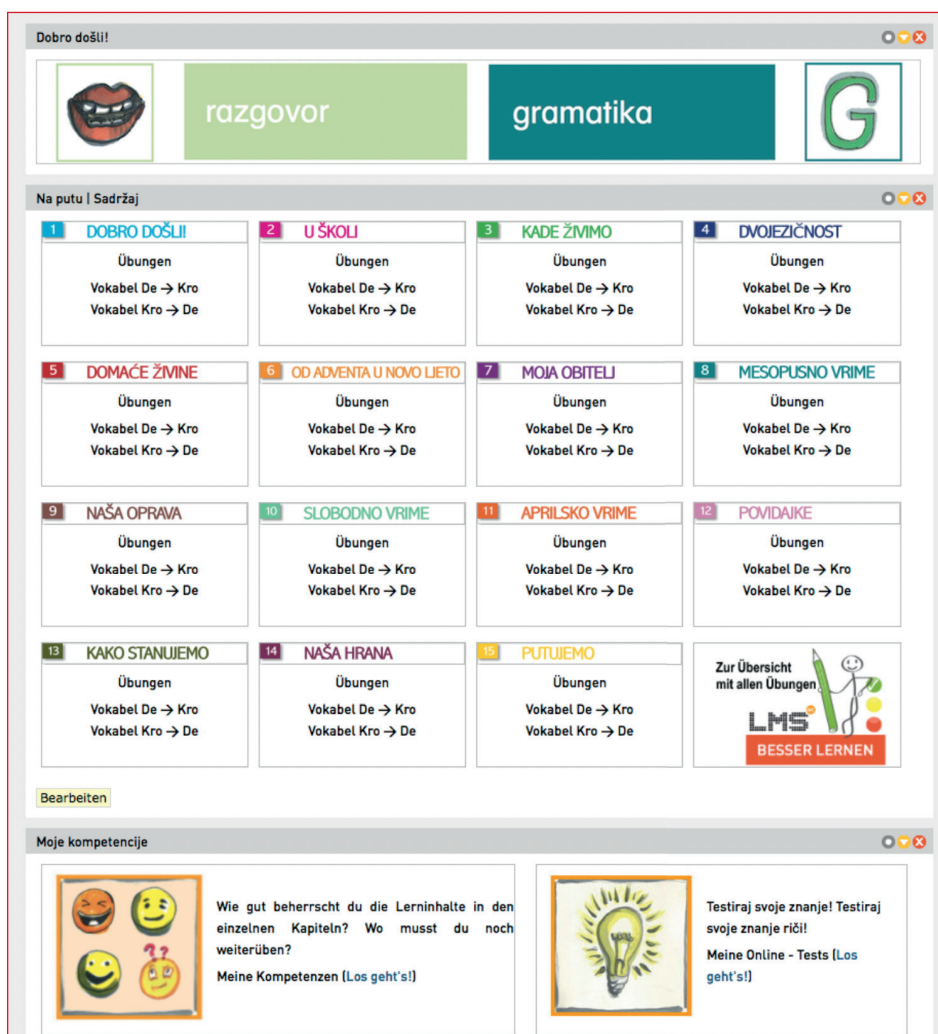 Dobro došli!
razgovor
gramatika
G
Na putu | Sadržaj
1 DOBRO DOŠLI!
Übungen
Vokabel De → Kro
Vokabel Kro → De
2 U ŠKOLI
Übungen
Vokabel De → Kro
Vokabel Kro → De
3 KADE ŽIVIMO
Übungen
Vokabel De → Kro
Vokabel Kro → De
4 DVOJEZIČNOST
Übungen
Vokabel De → Kro
Vokabel Kro → De
5 DOMAĆE ŽIVINE
Übungen
Vokabel De → Kro
Vokabel Kro → De
6 OD ADVENTA U NOVO LJETO
Übungen
Vokabel De → Kro
Vokabel Kro → De
7 MOJA OBITELJ
Übungen
Vokabel De → Kro
Vokabel Kro → De
8 MESOPUSNO VRIME
Übungen
Vokabel De → Kro
Vokabel Kro → De
9 NAŠA OPRAVA
Übungen
Vokabel De → Kro
Vokabel Kro → De
10 SLOBODNO VRIME
Übungen
Vokabel De → Kro
Vokabel Kro → De
11 APRILSKO VRIME
Übungen
Vokabel De → Kro
Vokabel Kro → De
12 POVIDAJKE
Übungen
Vokabel De → Kro
Vokabel Kro → De
13 KAKO STANUJEMO
Übungen
Vokabel De → Kro
Vokabel Kro → De
14 NAŠA HRANA
Übungen
Vokabel De → Kro
Vokabel Kro → De
15 PUTUJEMO
Übungen
Vokabel De → Kro
Vokabel Kro → De
Zur Übersicht
mit allen Übungen
LMS
BESSER LERNEN
Bearbeiten
Moje kompetencije
Wie gut beherrscht du die Lerninhalte in den
einzelnen Kapiteln? Wo musst du noch
weiterüben?
Meine Kompetenzen (Los geht's!)
??
Testiraj svoje znanje! Testiraj
svoje znanje riči!
Meine Online - Tests (Los
geht's!)